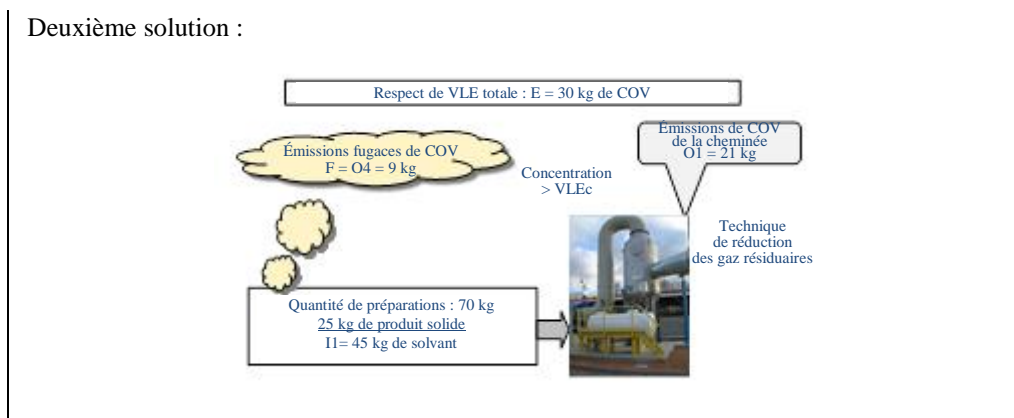 Deuxième solution :
Respect de VLE totale : E = 30 kg de COV
Émissions fugaces de COV
F = O4 = 9 kg
Concentration
> VLEc
Émissions de COV
de la cheminée
O1 = 21 kg
Technique
de réduction
des gaz résiduaires
Quantité de préparations : 70 kg
25 kg de produit solide
I1= 45 kg de solvant